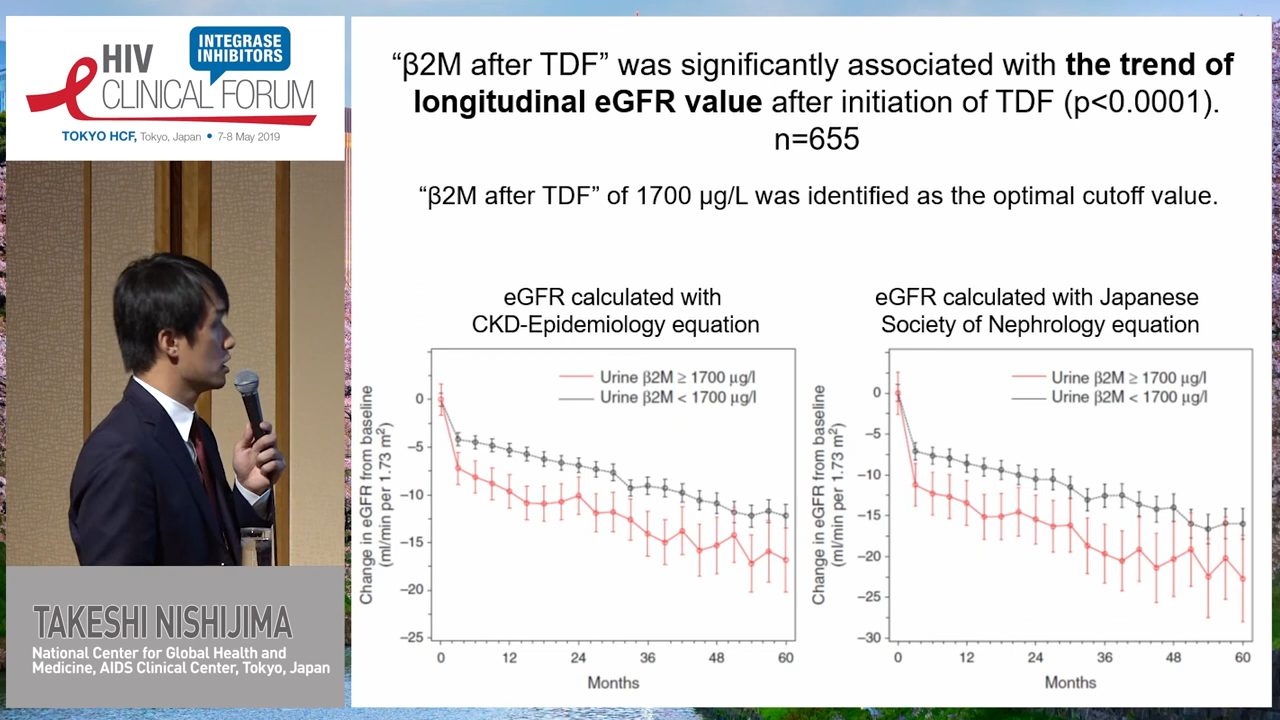 HIV
INTEGRASE
INHIBITORS
CLINICAL FORUM
TOKYO HCF, Tokyo, Japan • 7-8 May 2019
“β2M after TDF” was significantly associated with the trend of
longitudinal eGFR value after initiation of TDF (p<0.0001).
n=655
“β2M after TDF” of 1700 µg/L was identified as the optimal cutoff value.
eGFR calculated with
CKD-Epidemiology equation
Change in eGFR from baseline
(ml/min per 1.73 m²)
Urine β2M ≥ 1700 µg/l
Urine β2M < 1700 µg/l
0
−5
−10
−15
−20
−25
0 12 24 36 48 60
Months
eGFR calculated with Japanese
Society of Nephrology equation
Change in eGFR from baseline
(ml/min per 1.73 m²)
Urine β2M ≥ 1700 µg/l
Urine β2M < 1700 µg/l
0
−5
−10
−15
−20
−25
−30
0 12 24 36 48 60
Months
TAKESHI NISHIJIMA
National Center for Global Health and
Medicine, AIDS Clinical Center, Tokyo, Japan